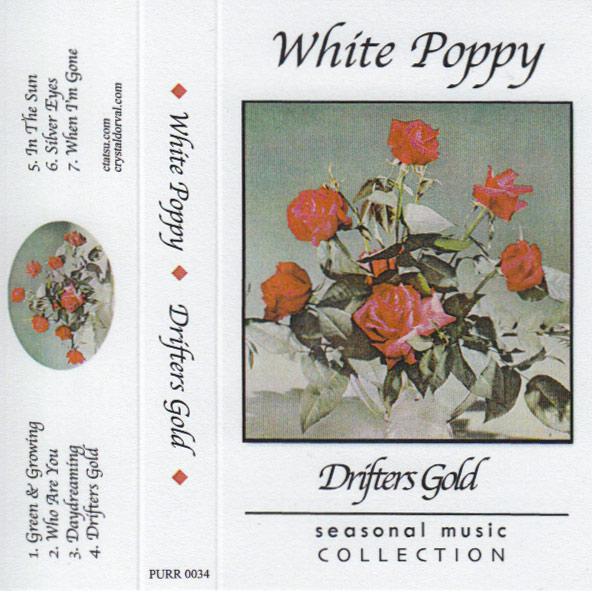 White Poppy
Drifters Gold
seasonal music
COLLECTION
White Poppy Drifters Gold
PURR 0034
1. Green & Growing
2. Who Are You
3. Daydreaming
4. Drifters Gold
5. In The Sun
6. Silver Eyes
7. When I'm Gone
ctatsu.com
crystaldorval.com